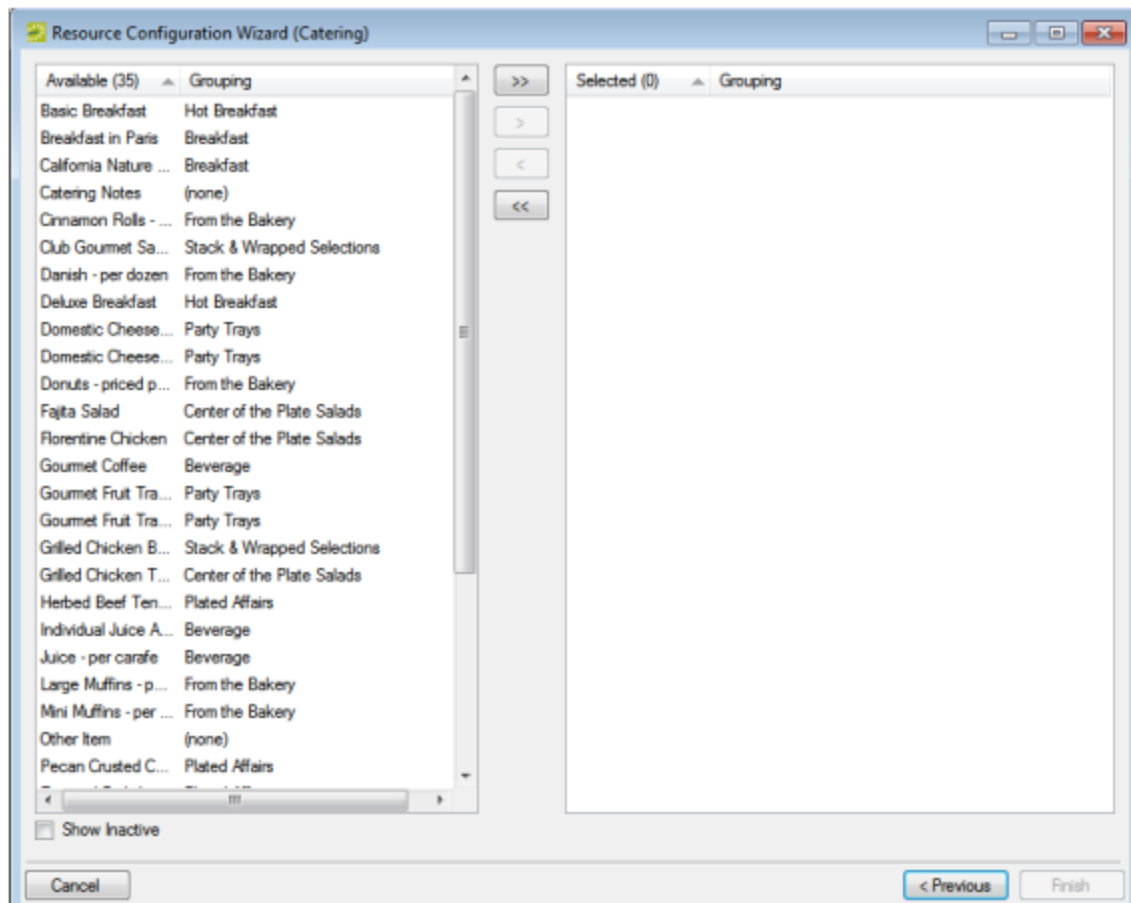 Resource Configuration Wizard (Catering)
Available (35) Grouping
Basic Breakfast Hot Breakfast
Breakfast in Paris Breakfast
California Nature ... Breakfast
Catering Notes (none)
Cinnamon Rolls - ... From the Bakery
Club Gourmet Sa... Stack & Wrapped Selections
Danish - per dozen From the Bakery
Deluxe Breakfast Hot Breakfast
Domestic Cheese... Party Trays
Domestic Cheese... Party Trays
Donuts - priced p... From the Bakery
Fajita Salad Center of the Plate Salads
Florentine Chicken Center of the Plate Salads
Gourmet Coffee Beverage
Gourmet Fruit Tra... Party Trays
Gourmet Fruit Tra... Party Trays
Grilled Chicken B... Stack & Wrapped Selections
Grilled Chicken T... Center of the Plate Salads
Herbed Beef Ten... Plated Affairs
Individual Juice A... Beverage
Juice - per carafe Beverage
Large Muffins - p... From the Bakery
Mini Muffins - per ... From the Bakery
Other Item (none)
Pecan Crusted C... Plated Affairs
>>
>
<
<<
Selected (0) Grouping
Show Inactive
Cancel < Previous Finish